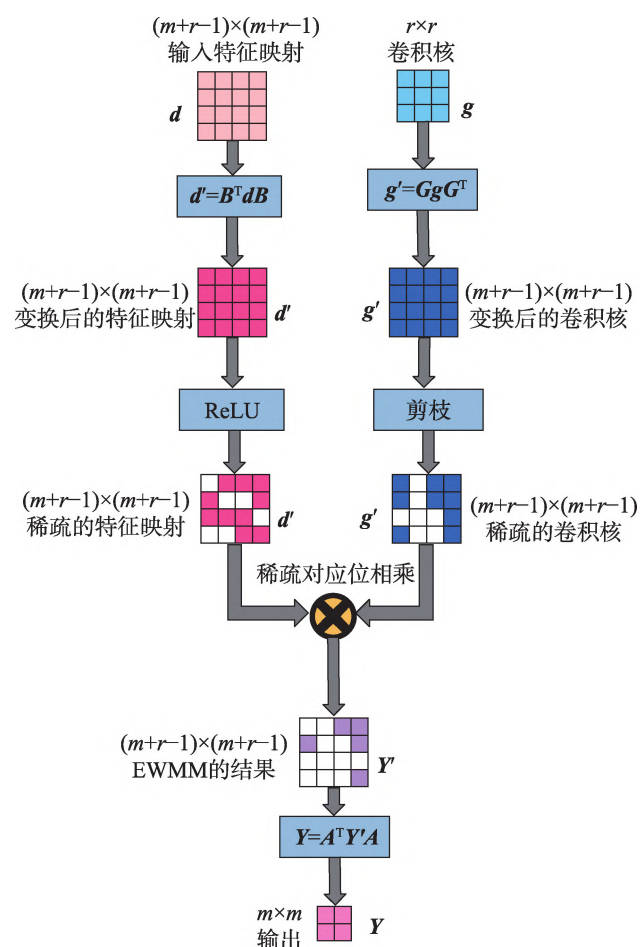 (m+r−1)×(m+r−1)
输入特征映射
r×r
卷积核
d
g
d'=BᵀdB
g'=GgGᵀ
(m+r−1)×(m+r−1)
变换后的特征映射
d'
g'
(m+r−1)×(m+r−1)
变换后的卷积核
ReLU
剪枝
(m+r−1)×(m+r−1)
稀疏的特征映射
d'
g'
(m+r−1)×(m+r−1)
稀疏的卷积核
稀疏对应位相乘
(m+r−1)×(m+r−1)
EWMM的结果
Y'
Y=AᵀY'A
m×m
输出
Y